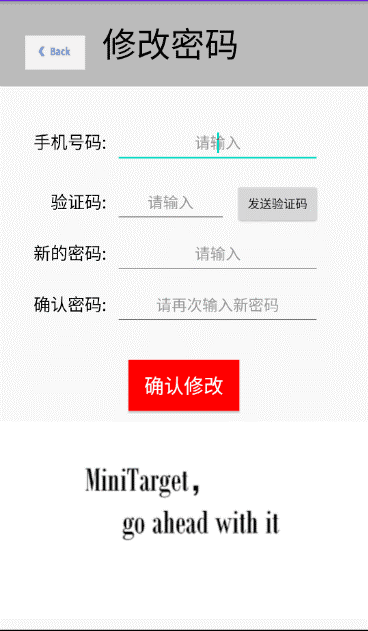 Back 修改密码
手机号码: 请输入
验证码: 请输入 发送验证码
新的密码: 请输入
确认密码: 请再次输入新密码
确认修改
MiniTarget,
go ahead with it